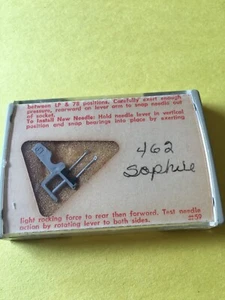 between LP & 78 positions. Carefully exert enough
pressure, rearward on lever arm to snap needle out
of socket.
To Install New Needle: Hold needle lever in vertical
position and snap bearings into place by exerting
462
Sapphire
light rocking force to rear then forward. Test needle
action by rotating lever to both sides.